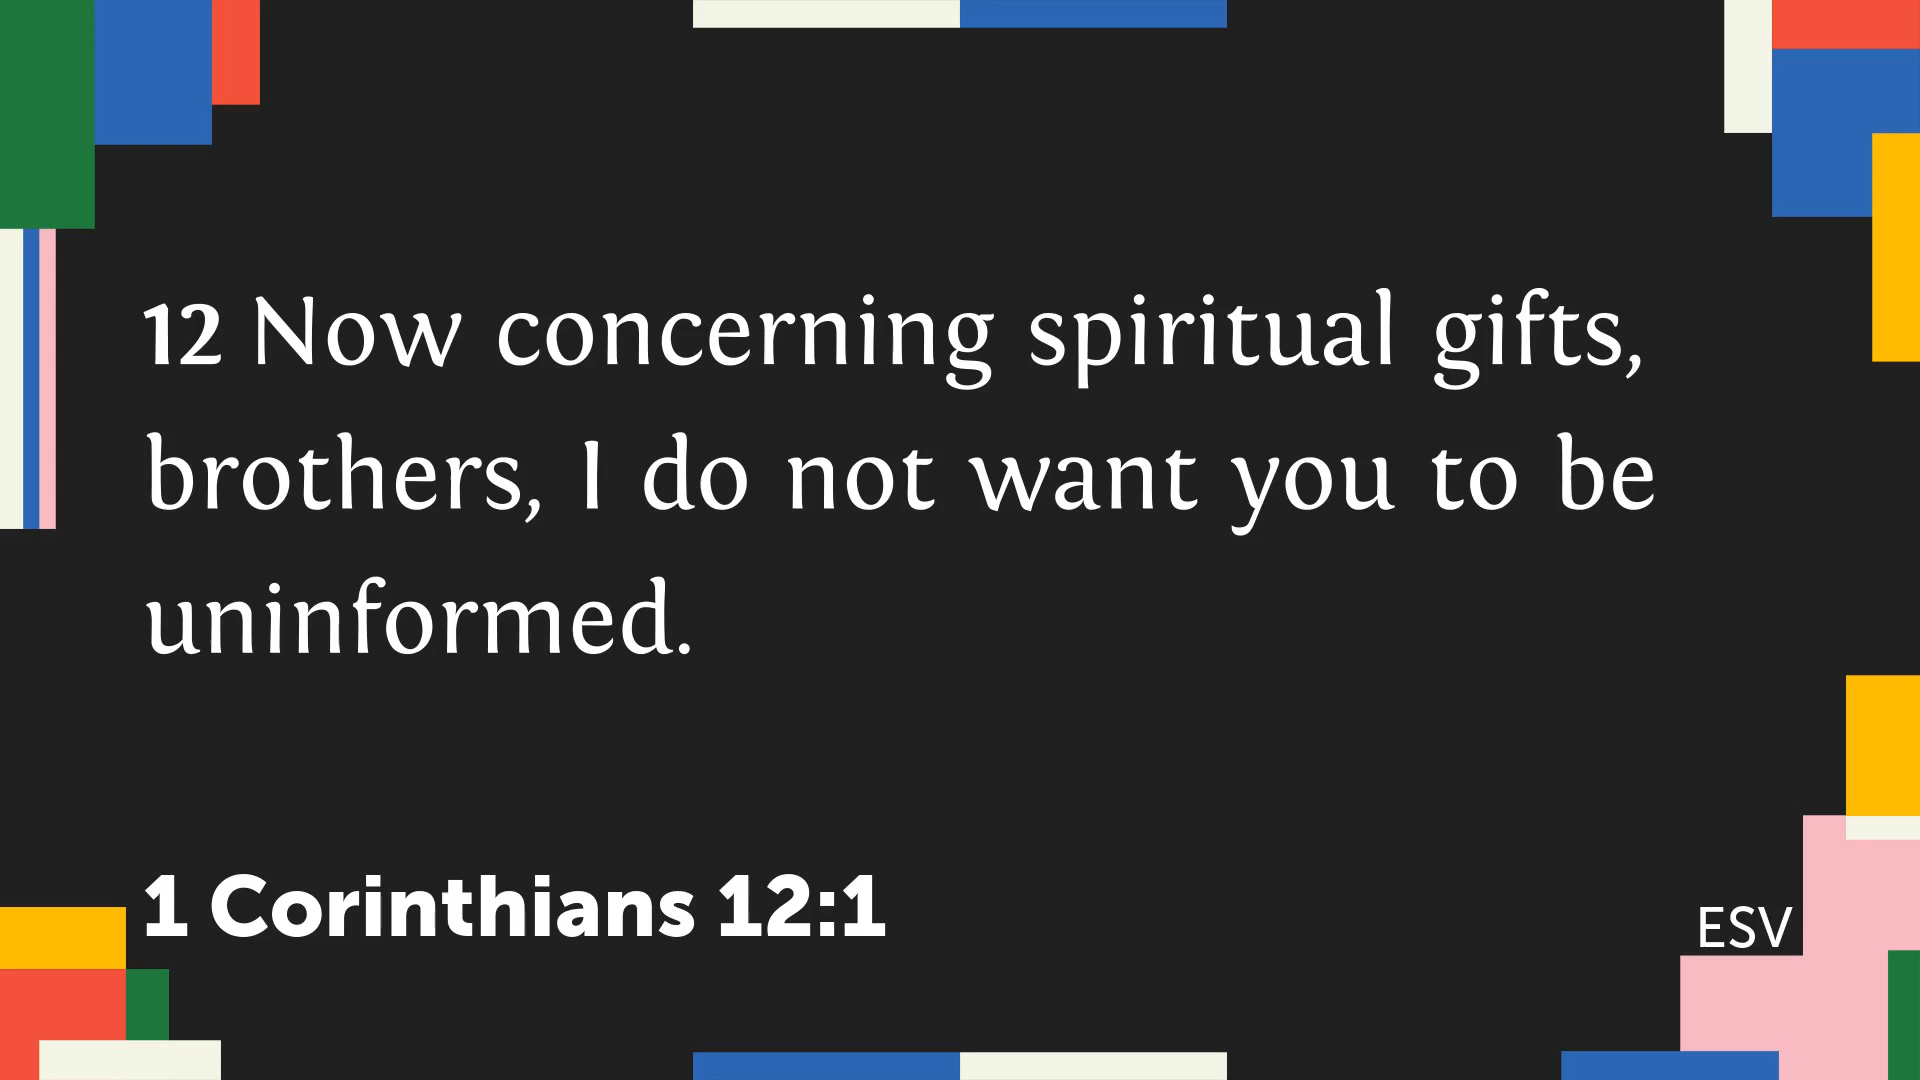 12 Now concerning spiritual gifts,
brothers, I do not want you to be
uninformed.
1 Corinthians 12:1
ESV